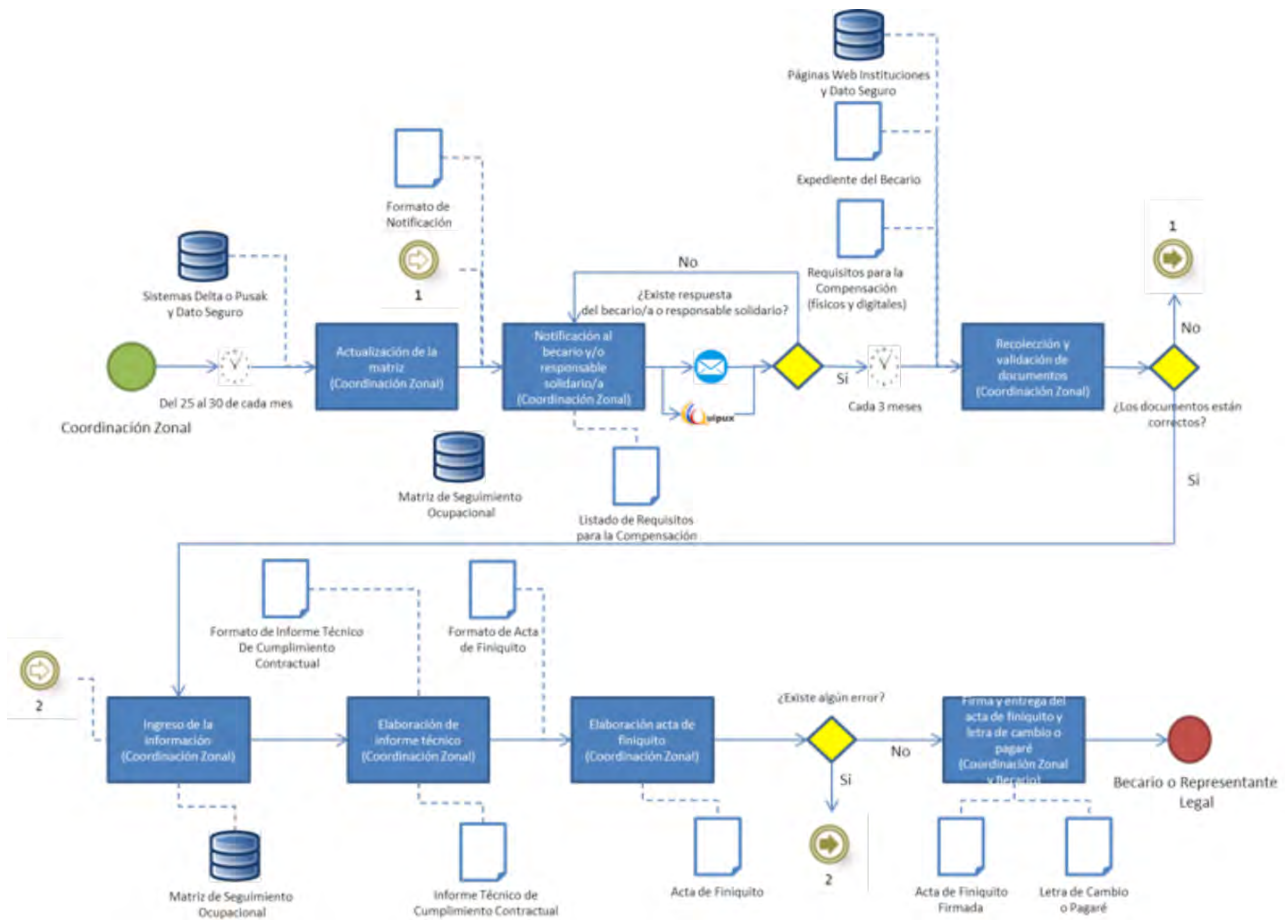 Páginas Web Instituciones
y Dato Seguro
Expediente del Becario
Formato de
Notificación
1
1
Requisitos para la
Compensación
(físicos y digitales)
No
¿Existe respuesta
del becario/a o responsable solidario?
Sistemas Delta o Pusak
y Dato Seguro
Actualización de la
matriz
(Coordinación Zonal)
Notificación al
becario y/o
responsable
solidario/a
(Coordinación Zonal)
Quipux
Sí
Cada 3 meses
Recolección y
validación de
documentos
(Coordinación Zonal)
No
¿Los documentos están
correctos?
Del 25 al 30 de cada mes
Coordinación Zonal
Matriz de Seguimiento
Ocupacional
Listado de Requisitos
para la Compensación
Si
Formato de Informe Técnico
De Cumplimiento
Contractual
Formato de Acta
de Finiquito
2
Ingreso de la
información
(Coordinación Zonal)
Elaboración de
informe técnico
(Coordinación Zonal)
Elaboración acta de
finiquito
(Coordinación Zonal)
¿Existe algún error?
No
Si
2
Firma y entrega del
acta de finiquito y
letra de cambio o
pagaré
(Coordinación Zonal
y Becario)
Becario o Representante
Legal
Matriz de Seguimiento
Ocupacional
Informe Técnico de
Cumplimiento Contractual
Acta de Finiquito
Acta de Finiquito
Firmada
Letra de Cambio
o Pagaré